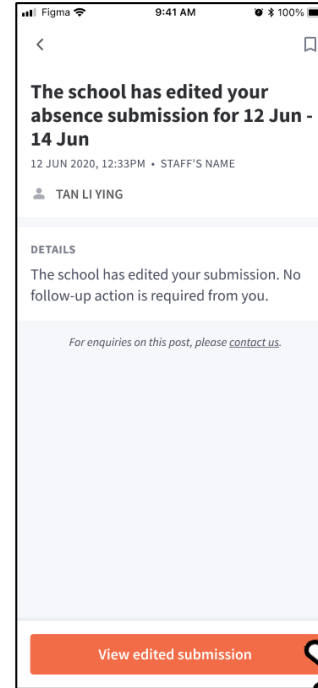 Figma 9:41 AM 100%
The school has edited your
absence submission for 12 Jun -
14 Jun
12 JUN 2020, 12:33PM • STAFF'S NAME
TAN LI YING
DETAILS
The school has edited your submission. No
follow-up action is required from you.
For enquiries on this post, please contact us.
View edited submission